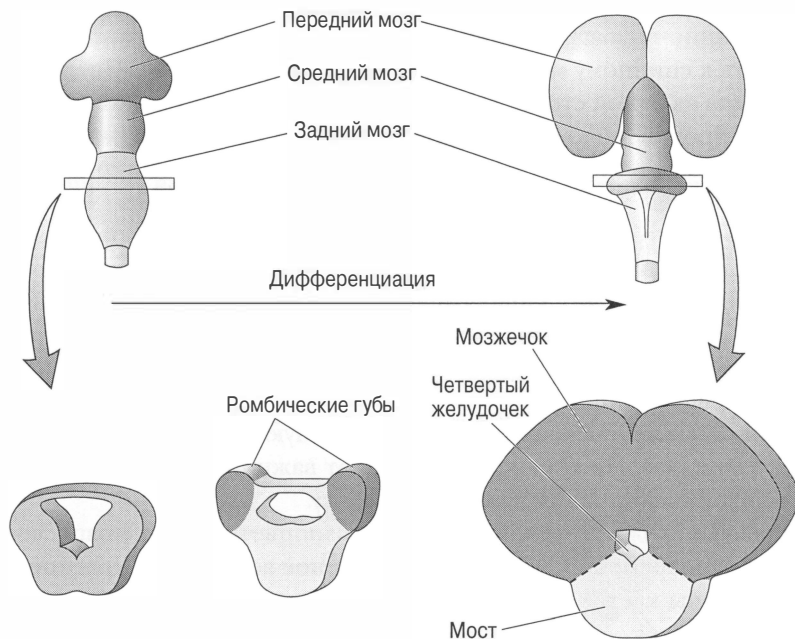 Передний мозг
Средний мозг
Задний мозг
Дифференциация
Мозжечок
Четвертый
желудочек
Ромбические губы
Мост